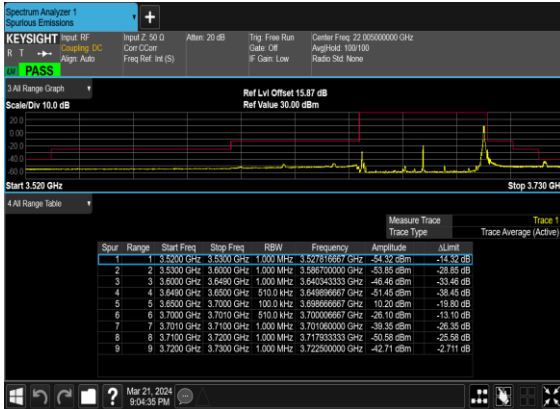 Spectrum Analyzer 1
Spurious Emissions
+
KEYSIGHT Input: RF Input Z: 50 Ω Atten: 20 dB Trig: Free Run Center Freq: 22.005000000 GHz
R T Coupling: DC Corr CCorr Gate: Off Avg|Hold: 100/100
Align: Auto Freq Ref: Int (S) IF Gain: Low Radio Std: None
PASS
3 All Range Graph Ref Lvl Offset 15.87 dB
Scale/Div 10.0 dB Ref Value 30.00 dBm
20.0
0.00
-20.0
-40.0
-60.0
Start 3.520 GHz Stop 3.730 GH
4 All Range Table
Measure Trace Trace 1
Trace Type Trace Average (Active)
Spur Range Start Freq Stop Freq RBW Frequency Amplitude ΔLimit
1 1 3.5200 GHz 3.5300 GHz 1.000 MHz 3.527816667 GHz -54.32 dBm -14.32 dB
2 2 3.5300 GHz 3.6000 GHz 1.000 MHz 3.586700000 GHz -53.85 dBm -28.85 dB
3 3 3.6000 GHz 3.6490 GHz 1.000 MHz 3.640343333 GHz -46.46 dBm -33.46 dB
4 4 3.6490 GHz 3.6500 GHz 510.0 kHz 3.649896667 GHz -51.45 dBm -38.45 dB
5 5 3.6500 GHz 3.7000 GHz 100.0 kHz 3.698666667 GHz 10.20 dBm -19.80 dB
6 6 3.7000 GHz 3.7010 GHz 510.0 kHz 3.700006667 GHz -26.10 dBm -13.10 dB
7 7 3.7010 GHz 3.7100 GHz 1.000 MHz 3.701060000 GHz -39.35 dBm -26.35 dB
8 8 3.7100 GHz 3.7200 GHz 1.000 MHz 3.717933333 GHz -50.58 dBm -25.58 dB
9 9 3.7200 GHz 3.7300 GHz 1.000 MHz 3.722500000 GHz -42.71 dBm -2.711 dB
? Mar 21, 2024
9:04:35 PM